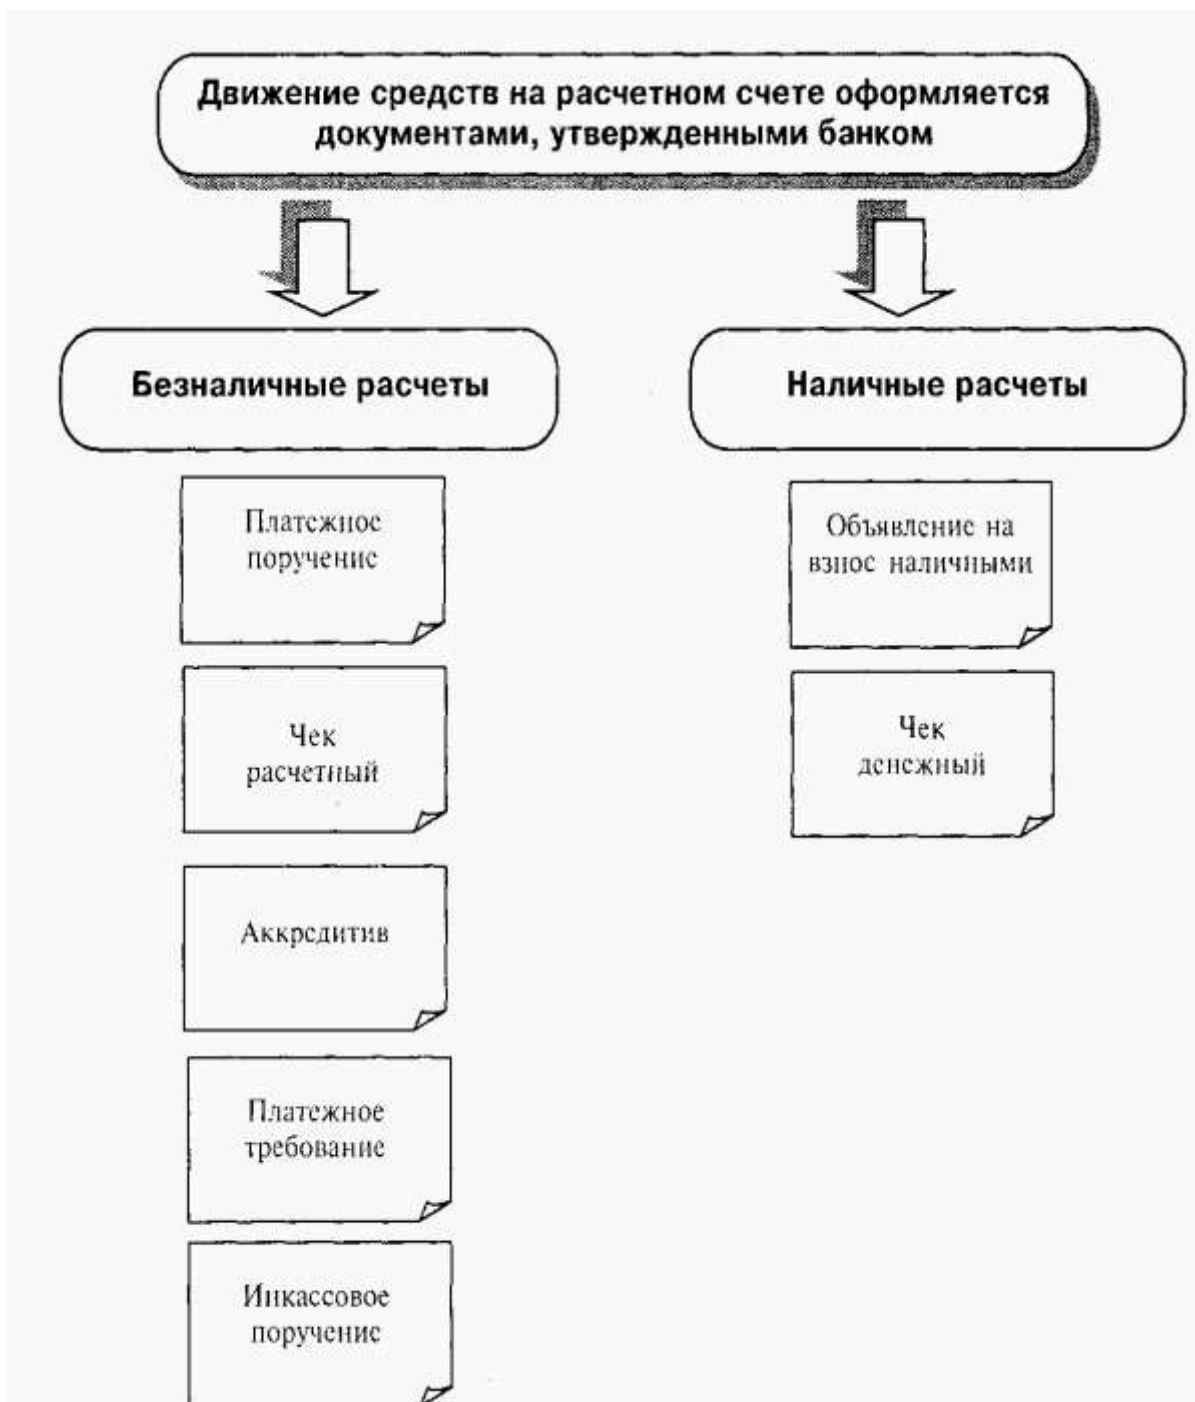 Движение средств на расчетном счете оформляется
документами, утвержденными банком
Безналичные расчеты
Наличные расчеты
Платежное
поручение
Чек
расчетный
Аккредитив
Платежное
требование
Инкассовое
поручение
Объявление на
взнос наличными
Чек
денежный